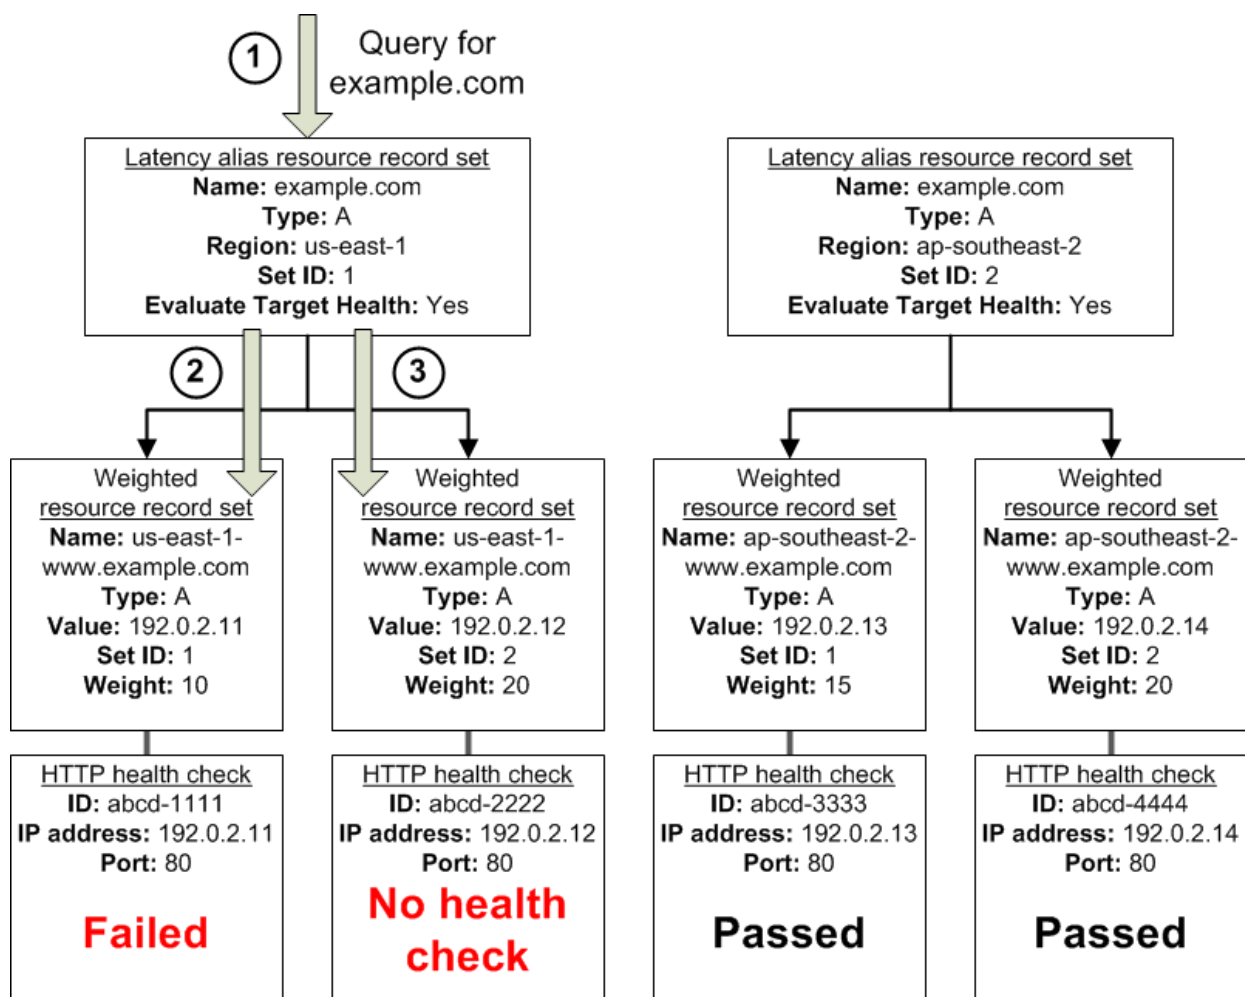 1
Query for
example.com
Latency alias resource record set
Name: example.com
Type: A
Region: us-east-1
Set ID: 1
Evaluate Target Health: Yes
Latency alias resource record set
Name: example.com
Type: A
Region: ap-southeast-2
Set ID: 2
Evaluate Target Health: Yes
2
3
Weighted
resource record set
Name: us-east-1-
www.example.com
Type: A
Value: 192.0.2.11
Set ID: 1
Weight: 10
Weighted
resource record set
Name: us-east-1-
www.example.com
Type: A
Value: 192.0.2.12
Set ID: 2
Weight: 20
Weighted
resource record set
Name: ap-southeast-2-
www.example.com
Type: A
Value: 192.0.2.13
Set ID: 1
Weight: 15
Weighted
resource record set
Name: ap-southeast-2-
www.example.com
Type: A
Value: 192.0.2.14
Set ID: 2
Weight: 20
HTTP health check
ID: abcd-1111
IP address: 192.0.2.11
Port: 80
Failed
HTTP health check
ID: abcd-2222
IP address: 192.0.2.12
Port: 80
No health
check
HTTP health check
ID: abcd-3333
IP address: 192.0.2.13
Port: 80
Passed
HTTP health check
ID: abcd-4444
IP address: 192.0.2.14
Port: 80
Passed